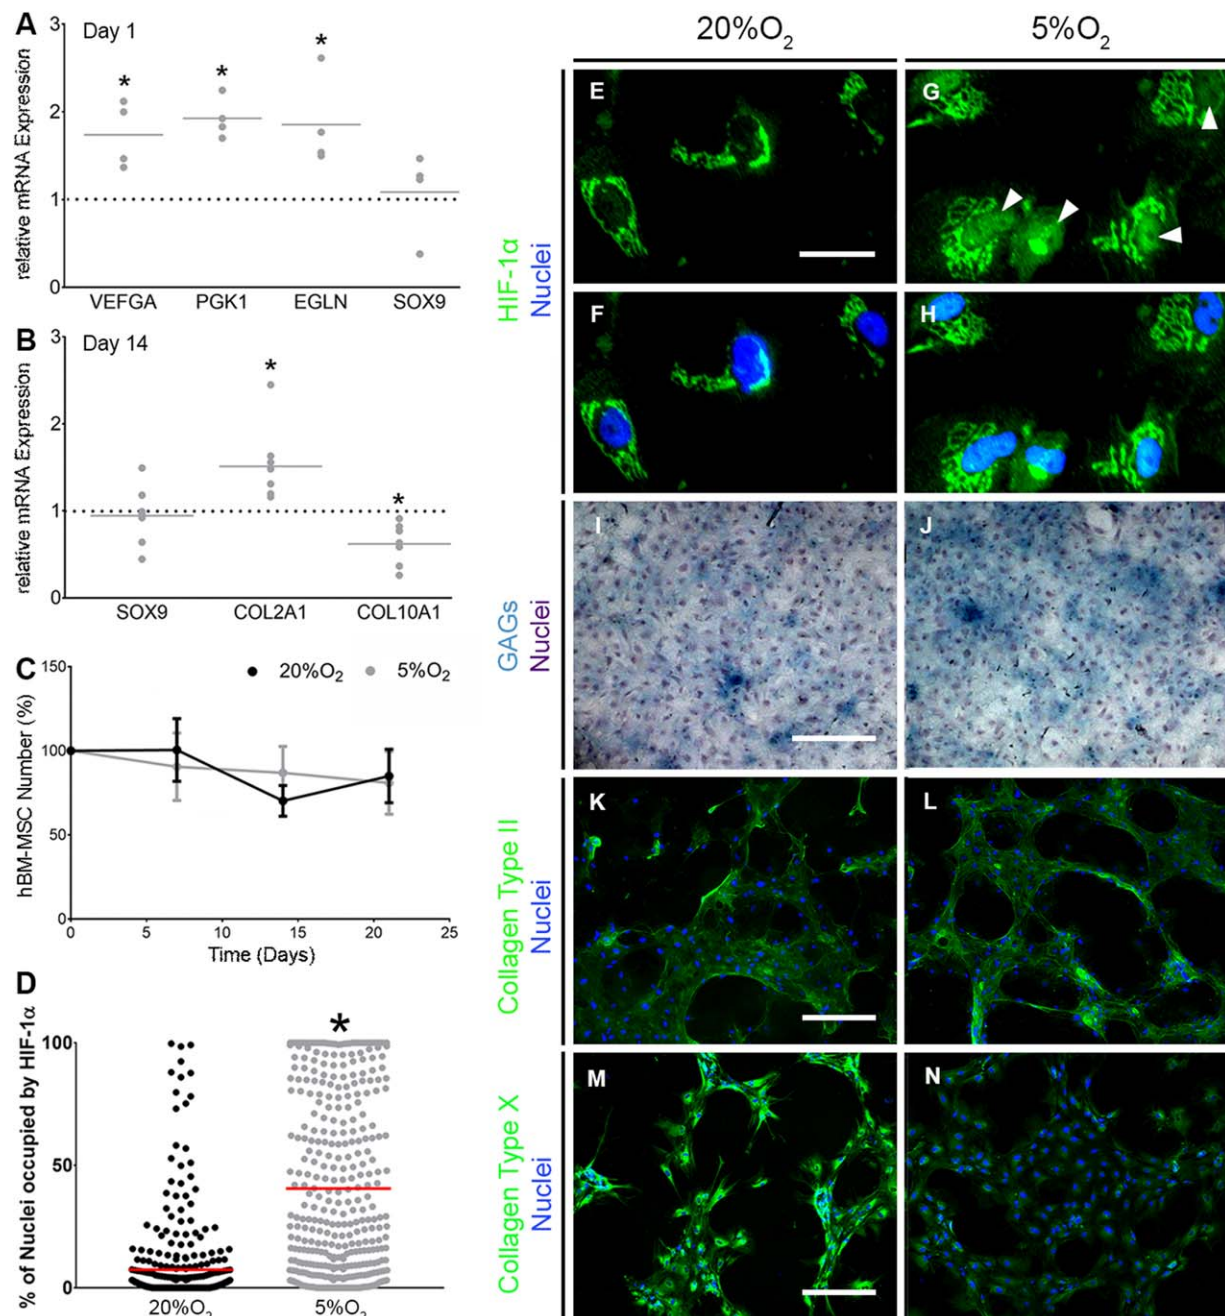 A
Day 1
3
2
1
0
relative mRNA Expression
* * *
VEFGA PGK1 EGLN SOX9
B
Day 14
3
2
1
0
relative mRNA Expression
* *
SOX9 COL2A1 COL10A1
C
20%O₂ 5%O₂
150
100
50
0
hBM-MSC Number (%)
0 5 10 15 20 25
Time (Days)
D
*
100
50
0
% of Nuclei occupied by HIF-1α
20%O₂ 5%O₂
20%O₂ 5%O₂
HIF-1α
Nuclei
E G
F H
GAGs
Nuclei
I J
Collagen Type II
Nuclei
K L
Collagen Type X
Nuclei
M N